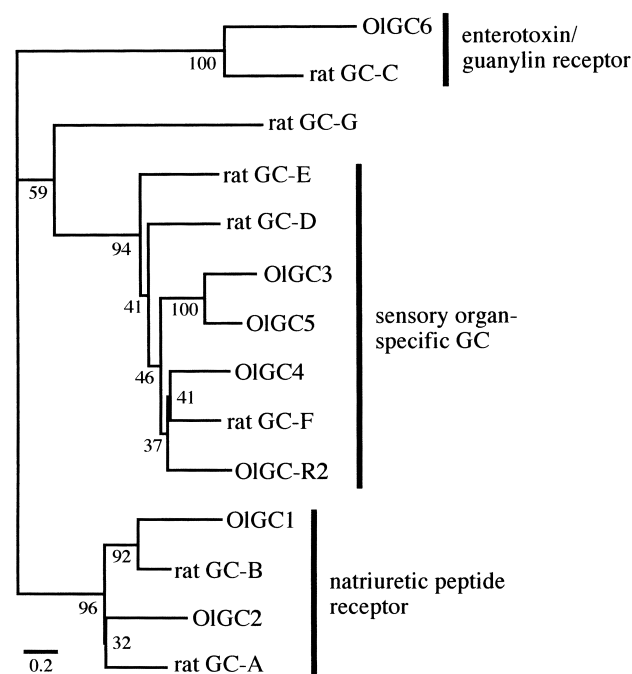 OlGC6
enterotoxin/
guanylin receptor
100
rat GC-C
rat GC-G
59
rat GC-E
94
rat GC-D
41
OlGC3
100
OlGC5
sensory organ-
specific GC
46
OlGC4
41
rat GC-F
37
OlGC-R2
OlGC1
92
rat GC-B
natriuretic peptide
receptor
96
OlGC2
32
0.2
rat GC-A